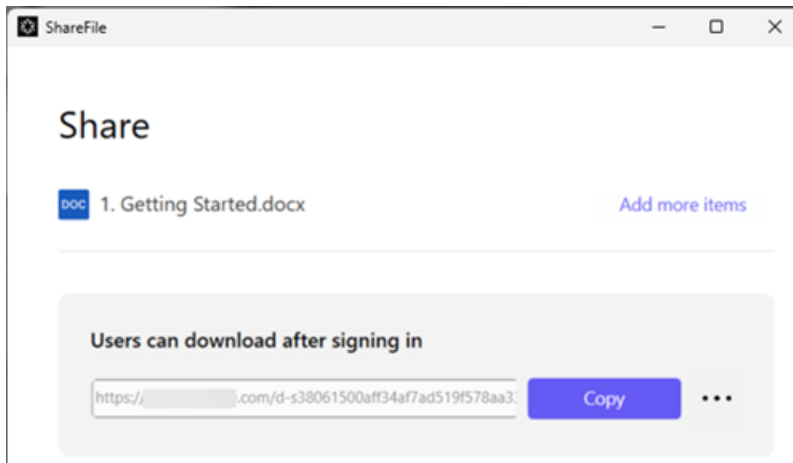 ShareFile
Share
DOC 1. Getting Started.docx Add more items
Users can download after signing in
https:// .com/d-s38061500aff34af7ad519f578aa3 Copy